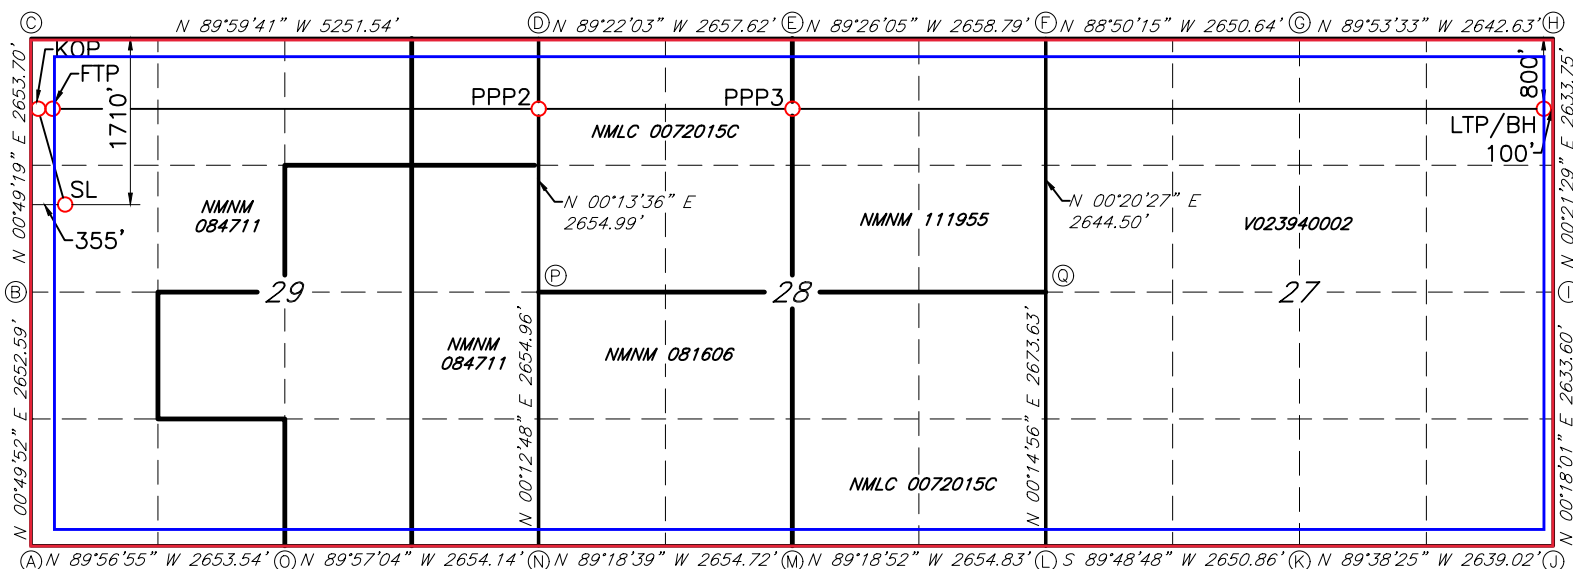 C
N 89°59'41" W 5251.54'
D
N 89°22'03" W 2657.62'
E
N 89°26'05" W 2658.79'
F
N 88°50'15" W 2650.64'
G
N 89°53'33" W 2642.63'
H
KOP
FTP
1710'
PPP2
PPP3
800'
LTP/BH
100'
N 00°49'19" E 2653.70'
N 00°21'29" E 2633.75'
NMLC 0072015C
SL
355'
NMNM
084711
N 00°13'36" E
2654.99'
NMNM 111955
N 00°20'27" E
2644.50'
V023940002
B
29
P
28
Q
27
I
N 00°49'52" E 2652.59'
NMNM
084711
N 00°12'48" E 2654.96'
NMNM 081606
N 00°14'56" E 2673.63'
N 00°18'01" E 2633.60'
NMLC 0072015C
A
N 89°56'55" W 2653.54'
O
N 89°57'04" W 2654.14'
N
N 89°18'39" W 2654.72'
M
N 89°18'52" W 2654.83'
L
S 89°48'48" W 2650.86'
K
N 89°38'25" W 2639.02'
J